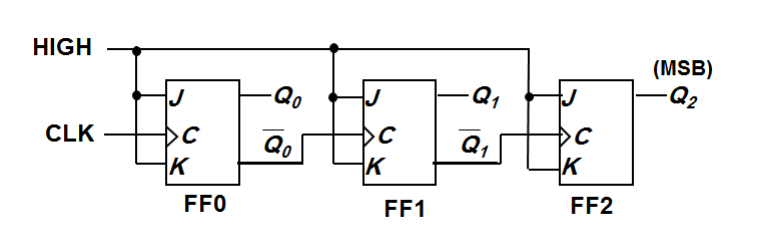 HIGH
(MSB)
J Q₀ J Q₁ J Q₂
CLK C Q̅₀ C Q̅₁ C
K K K
FF0 FF1 FF2